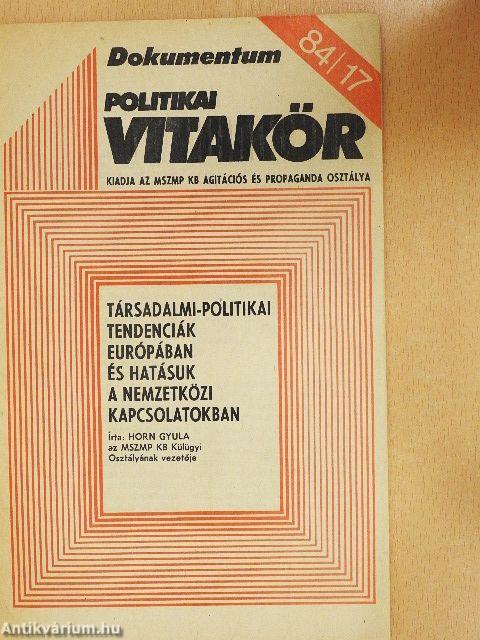 Dokumentum
84/17
POLITIKAI
VITAKÖR
KIADJA AZ MSZMP KB AGITÁCIÓS ÉS PROPAGANDA OSZTÁLYA
TÁRSADALMI-POLITIKAI
TENDENCIÁK
EURÓPÁBAN
ÉS HATÁSUK
A NEMZETKÖZI
KAPCSOLATOKBAN
Írta: HORN GYULA
az MSZMP KB Külügyi
Osztályának vezetője
Antikvárium.hu